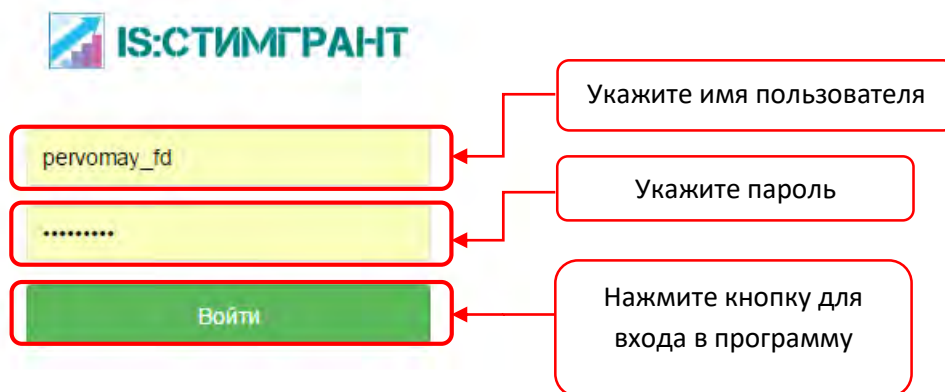 IS:СТИМГРАНТ
Укажите имя пользователя
pervomay_fd
Укажите пароль
•••••••••
Войти
Нажмите кнопку для
входа в программу